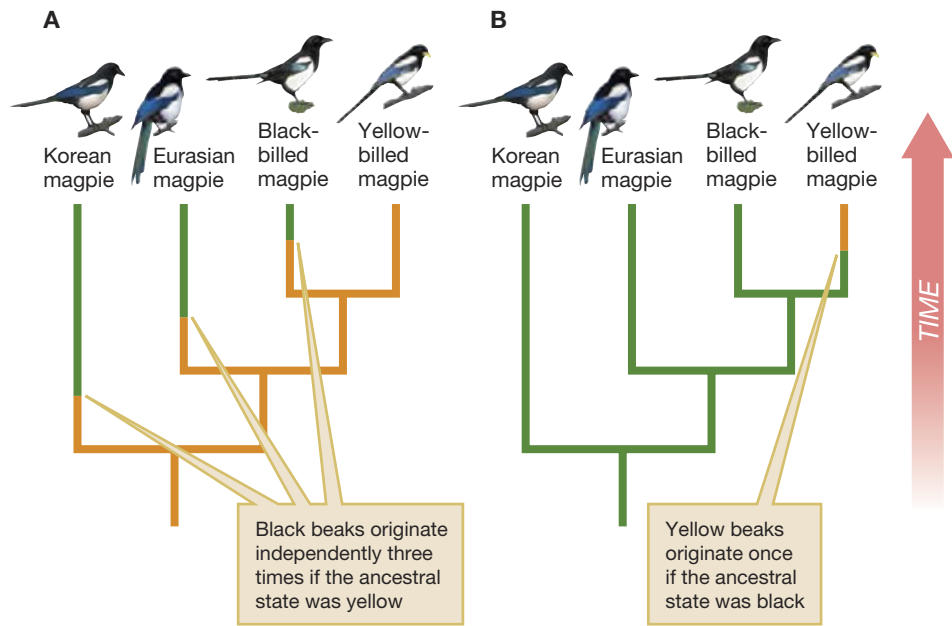 A
Korean
magpie
Eurasian
magpie
Black-
billed
magpie
Yellow-
billed
magpie
Black beaks originate
independently three
times if the ancestral
state was yellow
B
Korean
magpie
Eurasian
magpie
Black-
billed
magpie
Yellow-
billed
magpie
Yellow beaks
originate once
if the ancestral
state was black
TIME